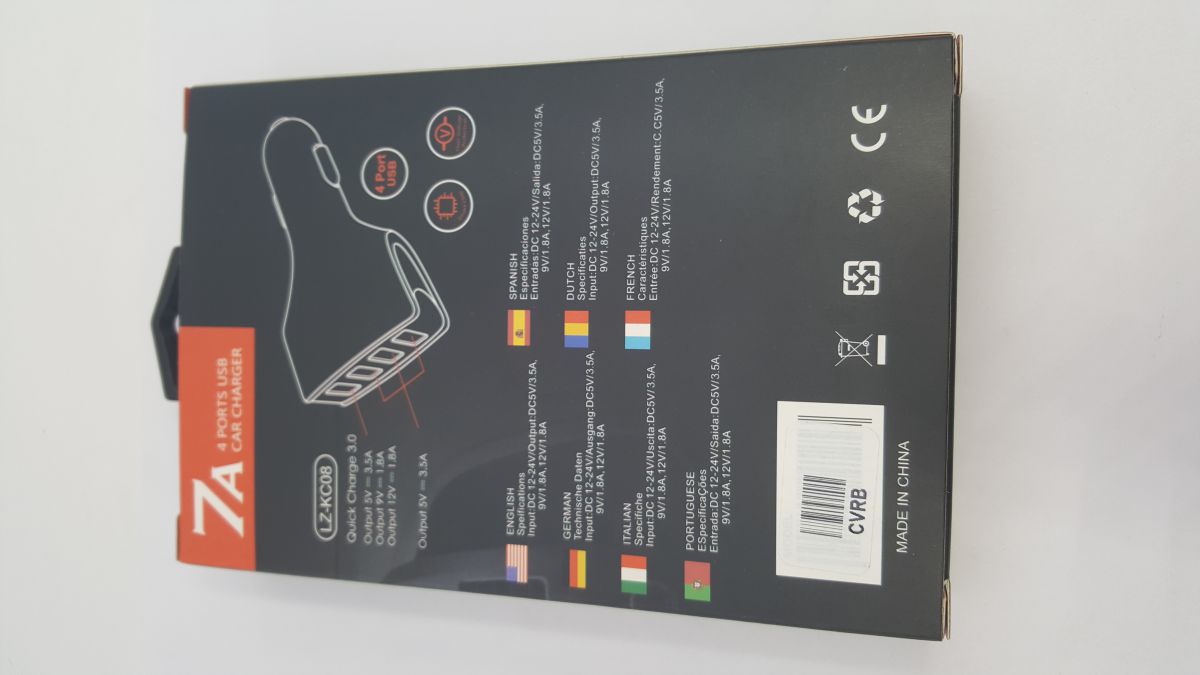 7A
4 PORTS USB
CAR CHARGER
LZ-KC08
Quick Charge 3.0
Output 5V ⎓ 3.5A
Output 9V ⎓ 1.8A
Output 12V ⎓ 1.8A
Output 5V ⎓ 3.5A
4 Port
USB
V
ENGLISH
Speifications
Input:DC 12-24V/Output:DC5V/3.5A,
9V/1.8A,12V/1.8A
SPANISH
Especificaciones
Entradas:DC 12-24V/Salida:DC5V/3.5A,
9V/1.8A,12V/1.8A
GERMAN
Technische Daten
Input:DC 12-24V/Ausgang:DC5V/3.5A,
9V/1.8A,12V/1.8A
DUTCH
Specificaties
Input:DC 12-24V/Output:DC5V/3.5A,
9V/1.8A,12V/1.8A
ITALIAN
Specifiche
Input:DC 12-24V/Uscita:DC5V/3.5A,
9V/1.8A,12V/1.8A
FRENCH
Caractéristiques
Entrée:DC 12-24V/Rendement:C.C5V/3.5A,
9V/1.8A,12V/1.8A
PORTUGUESE
ESpecificaÇões
Entrada:DC 12-24V/Saida:DC5V/3.5A,
9V/1.8A,12V/1.8A
CVRB
CE
MADE IN CHINA